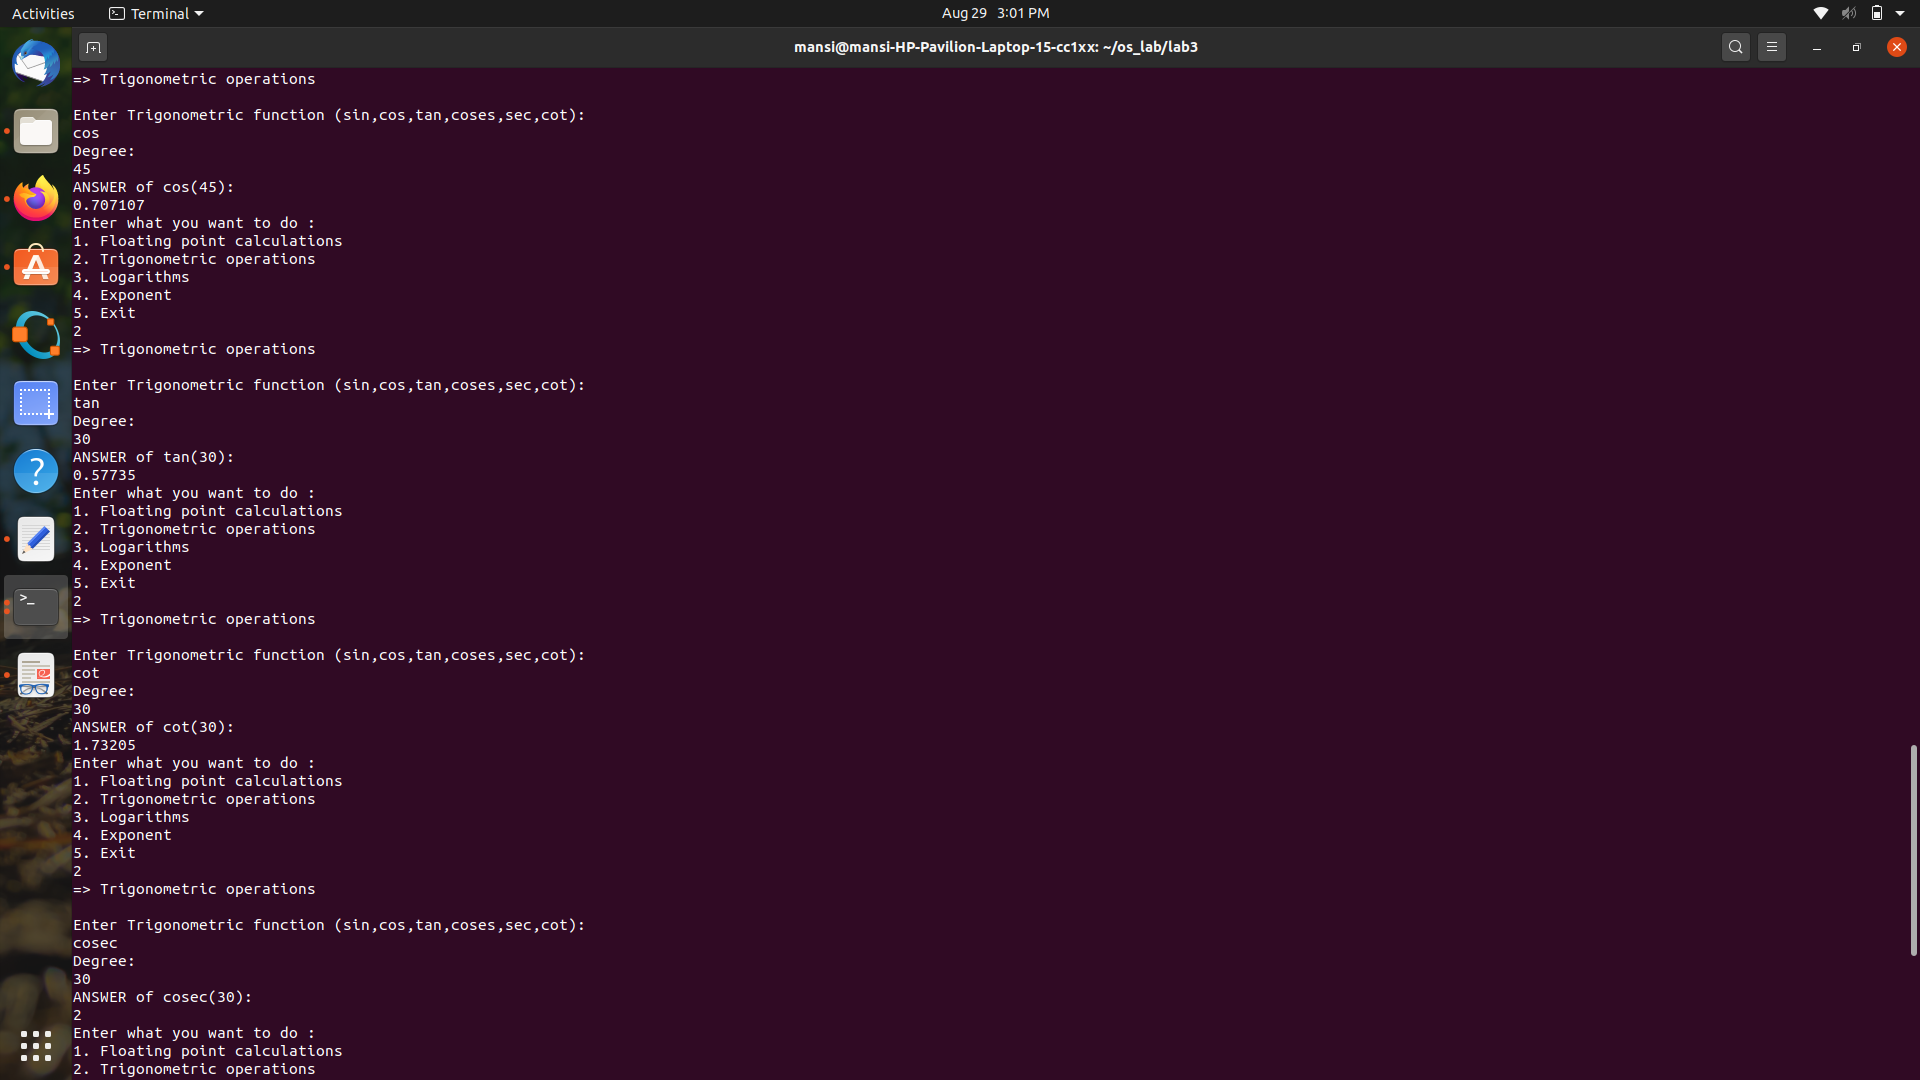 Activities Terminal Aug 29 3:01 PM
mansi@mansi-HP-Pavilion-Laptop-15-cc1xx: ~/os_lab/lab3
=> Trigonometric operations
Enter Trigonometric function (sin,cos,tan,coses,sec,cot):
cos
Degree:
45
ANSWER of cos(45):
0.707107
Enter what you want to do :
1. Floating point calculations
2. Trigonometric operations
3. Logarithms
4. Exponent
5. Exit
2
=> Trigonometric operations
Enter Trigonometric function (sin,cos,tan,coses,sec,cot):
tan
Degree:
30
ANSWER of tan(30):
0.57735
Enter what you want to do :
1. Floating point calculations
2. Trigonometric operations
3. Logarithms
4. Exponent
5. Exit
2
=> Trigonometric operations
Enter Trigonometric function (sin,cos,tan,coses,sec,cot):
cot
Degree:
30
ANSWER of cot(30):
1.73205
Enter what you want to do :
1. Floating point calculations
2. Trigonometric operations
3. Logarithms
4. Exponent
5. Exit
2
=> Trigonometric operations
Enter Trigonometric function (sin,cos,tan,coses,sec,cot):
cosec
Degree:
30
ANSWER of cosec(30):
2
Enter what you want to do :
1. Floating point calculations
2. Trigonometric operations